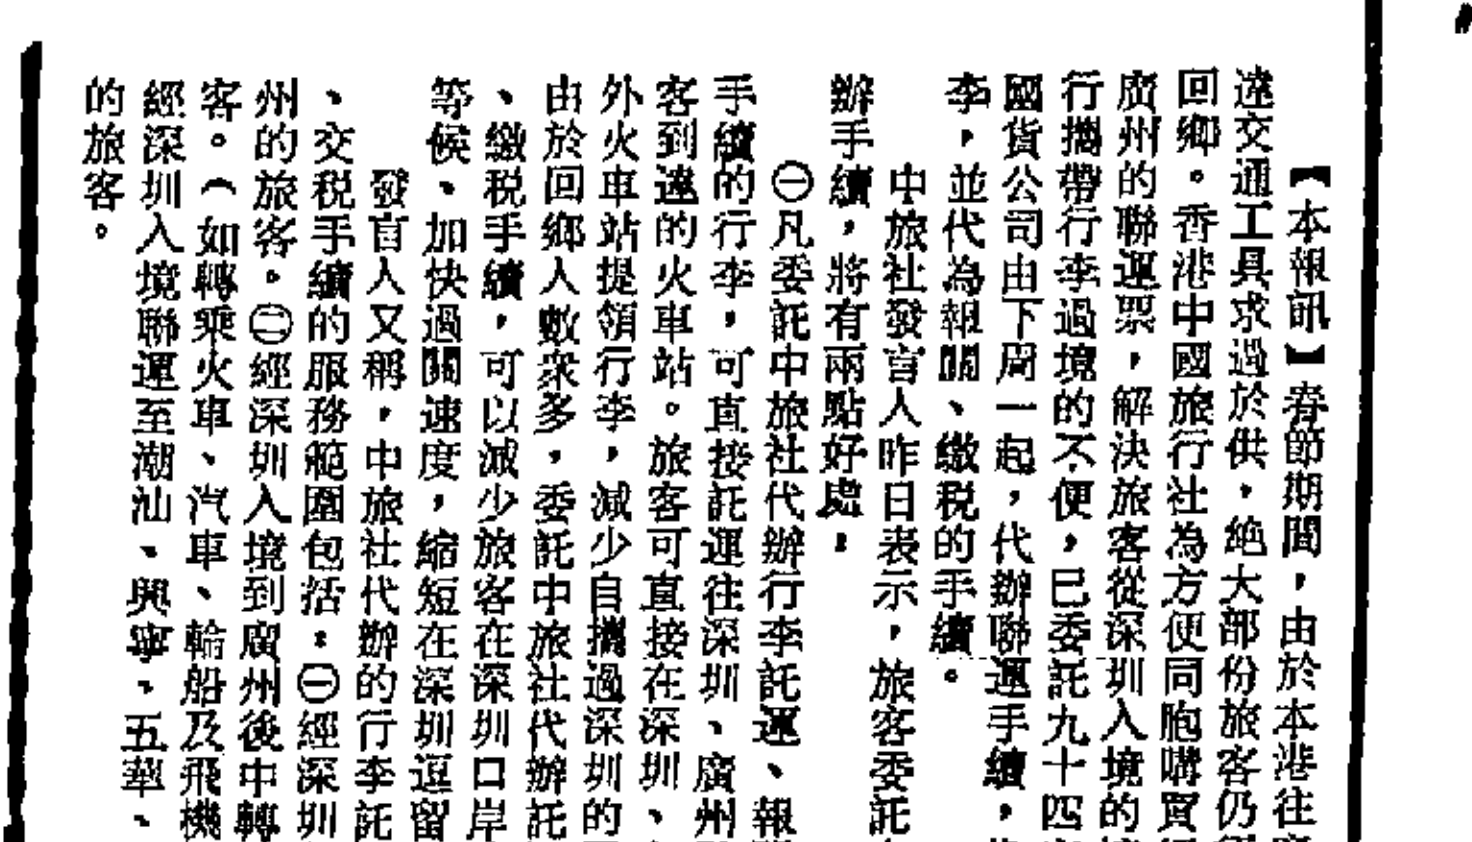 【本報訊】春節期間，由於本港往
遠交通工具求過於供，絶大部份旅客仍
回鄉。香港中國旅行社為方便同胞購買
廣州的聯運票，解決旅客從深圳入境的
行攜帶行李過境的不便，已委託九十四
國貨公司由下周一起，代辦聯運手續，
李，並代為報關、繳税的手續。
中旅社發言人昨日表示，旅客委託
辦手續，將有兩點好處：
㊀凡委託中旅社代辦行李託運、報
手續的行李，可直接託運往深圳、廣州
客到達的火車站。旅客可直接在深圳、
外火車站提領行李，減少自攜過深圳的
由於回鄉人數衆多，委託中旅社代辦託
、繳税手續，可以減少旅客在深圳口岸
等候、加快過關速度，縮短在深圳逗留
發言人又稱，中旅社代辦的行李託
、交税手續的服務範圍包括：㊀經深圳
州的旅客。㊁經深圳入境到廣州後中轉
客。（如轉乘火車、汽車、輪船及飛機
經深圳入境聯運至潮汕、興寧、五華、
的旅客。